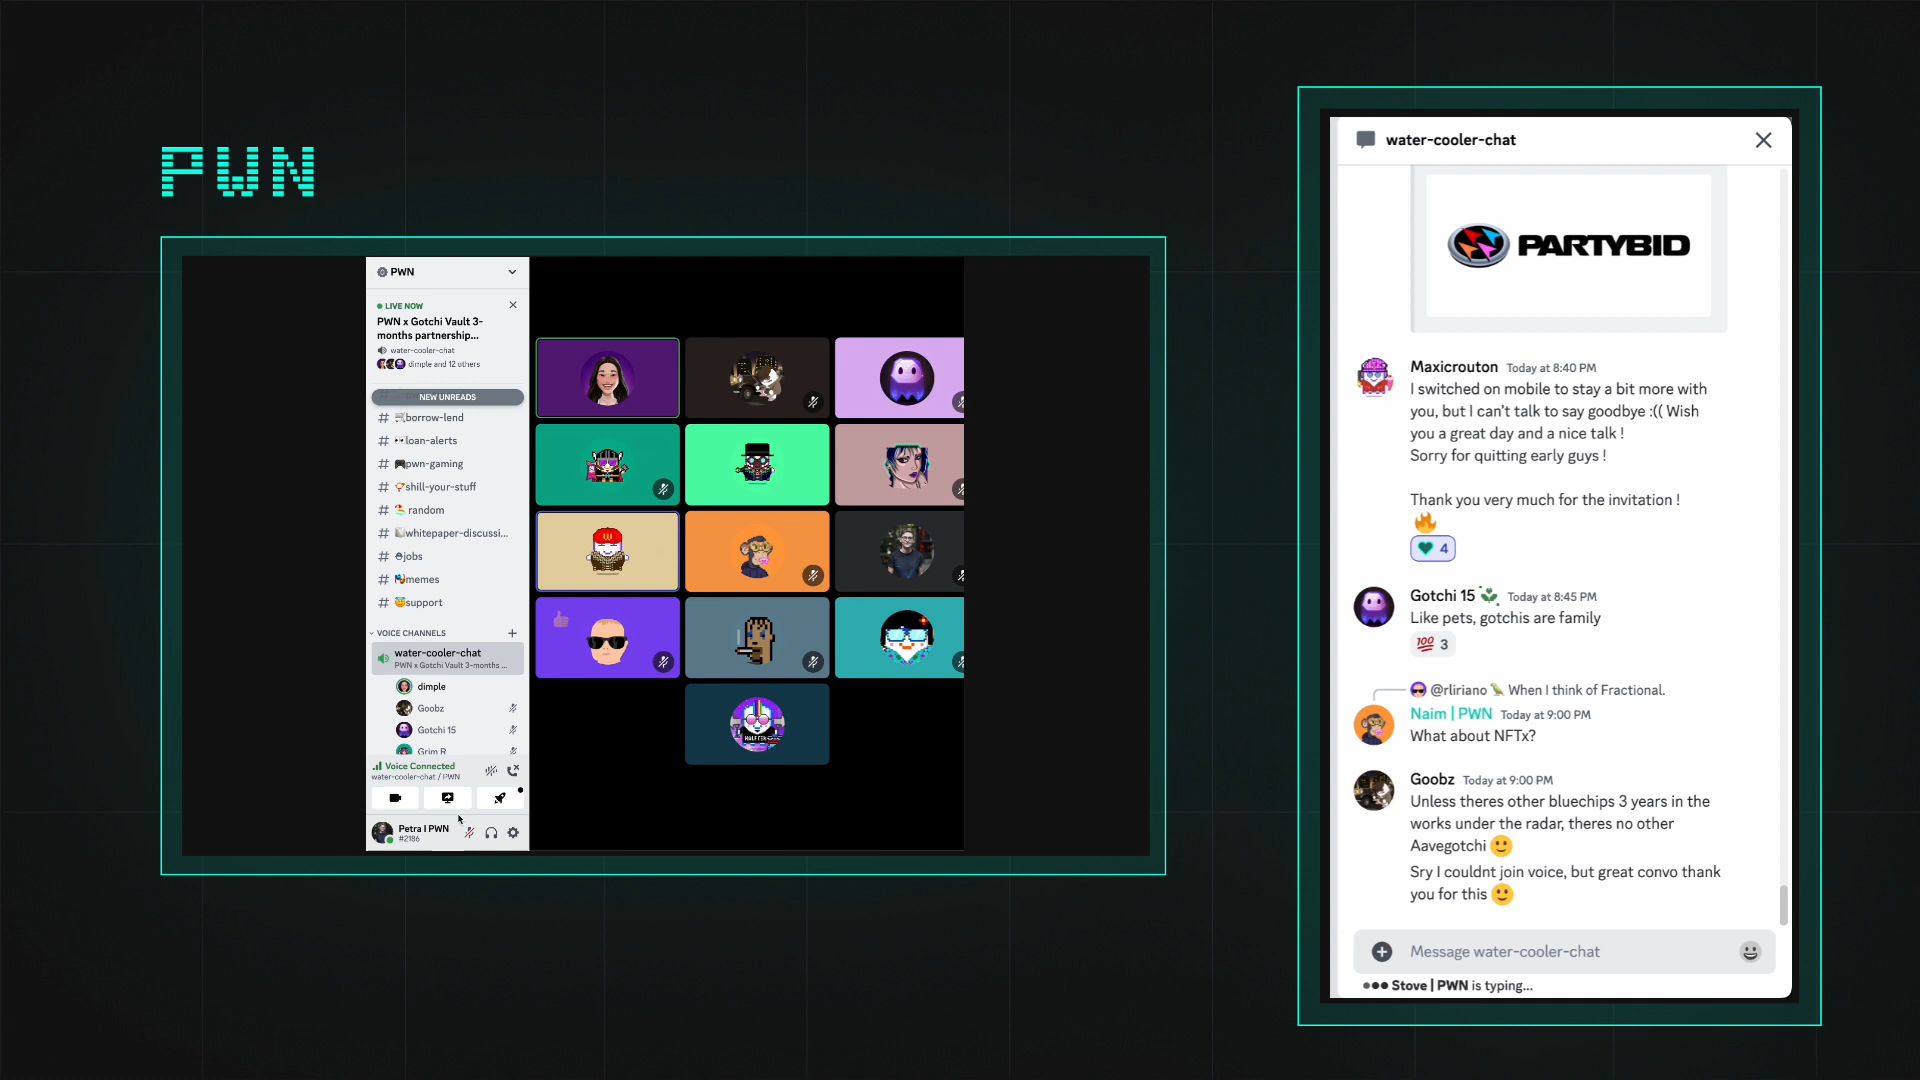 PWN
PWN
LIVE NOW
PWN x Gotchi Vault 3-
months partnership...
water-cooler-chat
dimple and 12 others
NEW UNREADS
# borrow-lend
# loan-alerts
# pwn-gaming
# shill-your-stuff
# random
# whitepaper-discussi...
# jobs
# memes
# support
VOICE CHANNELS
water-cooler-chat
PWN x Gotchi Vault 3-months ...
dimple
Goobz
Gotchi 15
Grim R
Voice Connected
water-cooler-chat / PWN
Petra I PWN
#2186
water-cooler-chat
PARTYBID
Maxicrouton Today at 8:40 PM
I switched on mobile to stay a bit more with
you, but I can't talk to say goodbye :(( Wish
you a great day and a nice talk !
Sorry for quitting early guys !
Thank you very much for the invitation !
4
Gotchi 15 Today at 8:45 PM
Like pets, gotchis are family
100 3
@rliriano When I think of Fractional.
Naim | PWN Today at 9:00 PM
What about NFTx?
Goobz Today at 9:00 PM
Unless theres other bluechips 3 years in the
works under the radar, theres no other
Aavegotchi
Sry I couldnt join voice, but great convo thank
you for this
Message water-cooler-chat
Stove | PWN is typing...